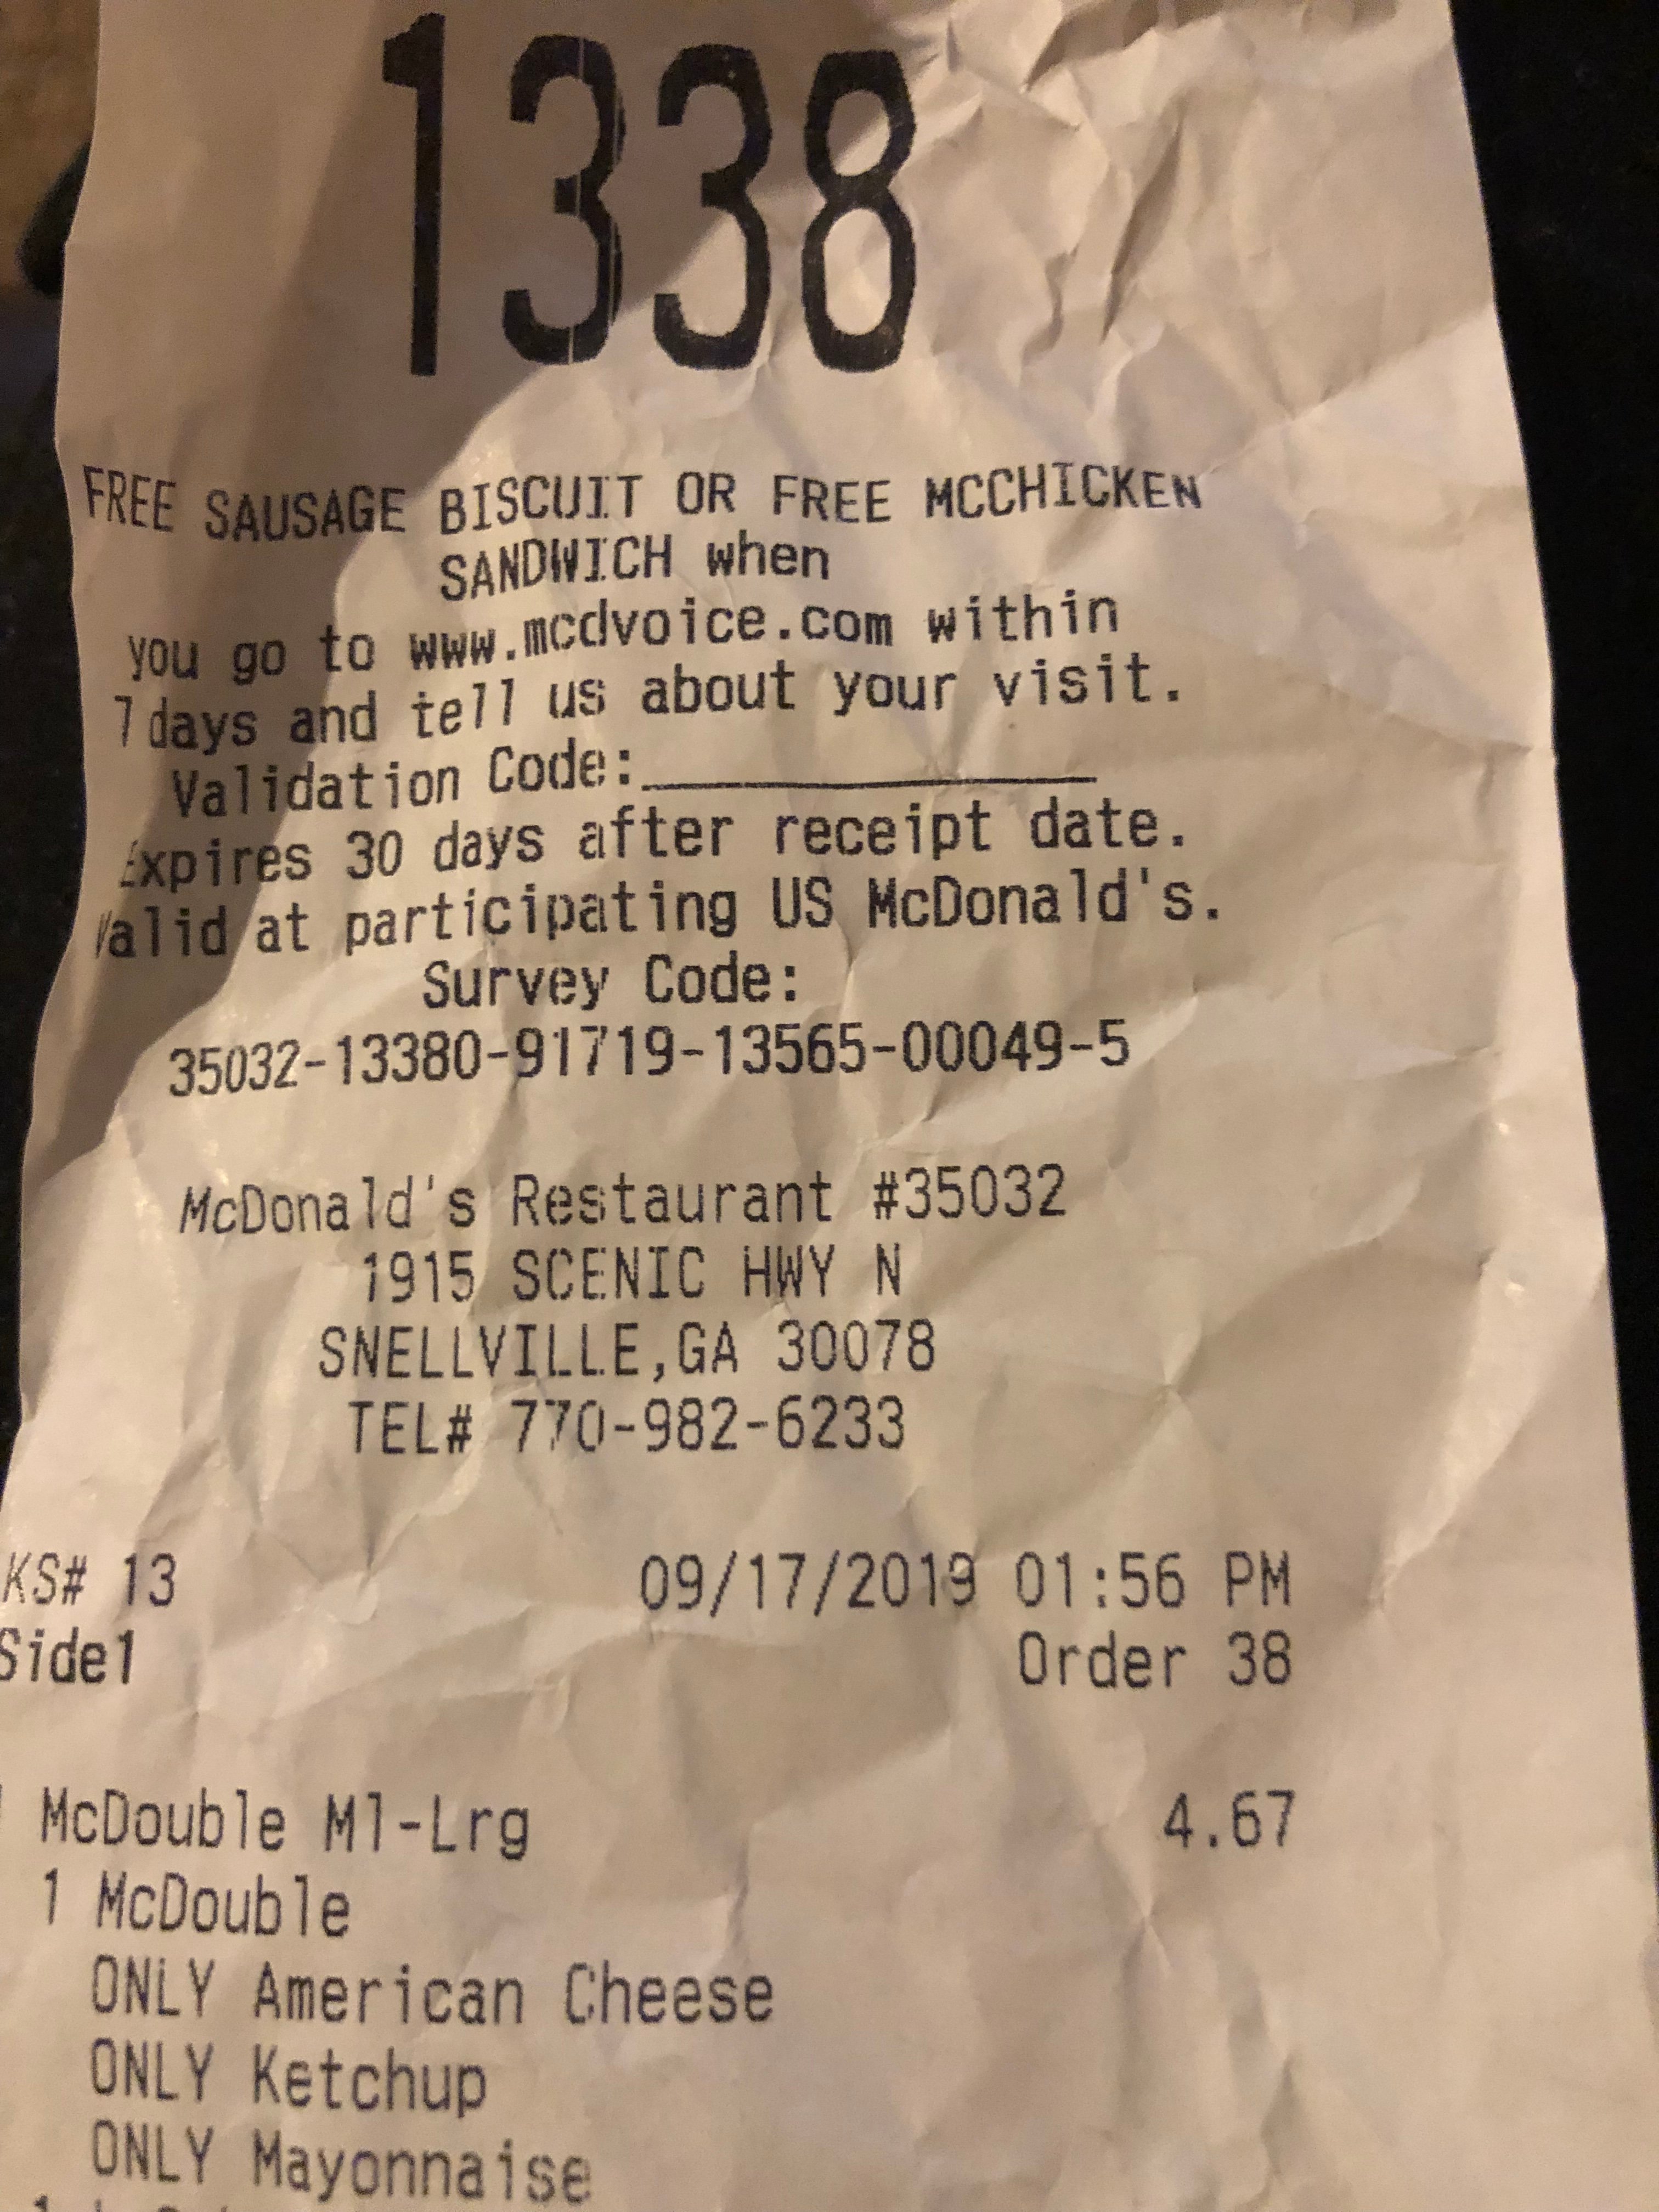 1338
FREE SAUSAGE BISCUIT OR FREE MCCHICKEN
SANDWICH when
you go to www.mcdvoice.com within
7 days and tell us about your visit.
Validation Code:______________
Expires 30 days after receipt date.
Valid at participating US McDonald's.
Survey Code:
35032-13380-91719-13565-00049-5
McDonald's Restaurant #35032
1915 SCENIC HWY N
SNELLVILLE,GA 30078
TEL# 770-982-6233
KS# 13 09/17/2019 01:56 PM
Side1 Order 38
McDouble Ml-Lrg 4.67
1 McDouble
ONLY American Cheese
ONLY Ketchup
ONLY Mayonnaise